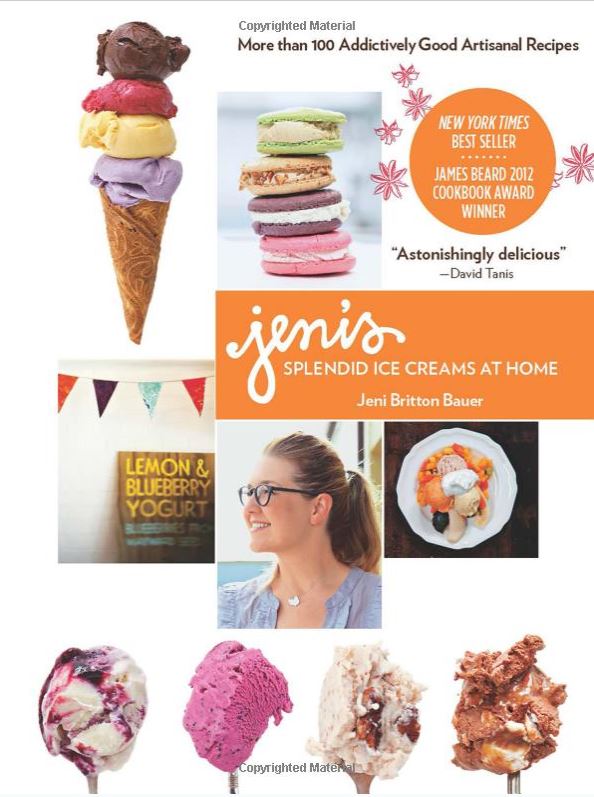 Copyrighted Material
More than 100 Addictively Good Artisanal Recipes
NEW YORK TIMES
BEST SELLER
JAMES BEARD 2012
COOKBOOK AWARD
WINNER
“Astonishingly delicious”
—David Tanis
jeni's
SPLENDID ICE CREAMS AT HOME
Jeni Britton Bauer
LEMON &
BLUEBERRY
YOGURT
BLUEBERRIES FROM
Copyrighted Material